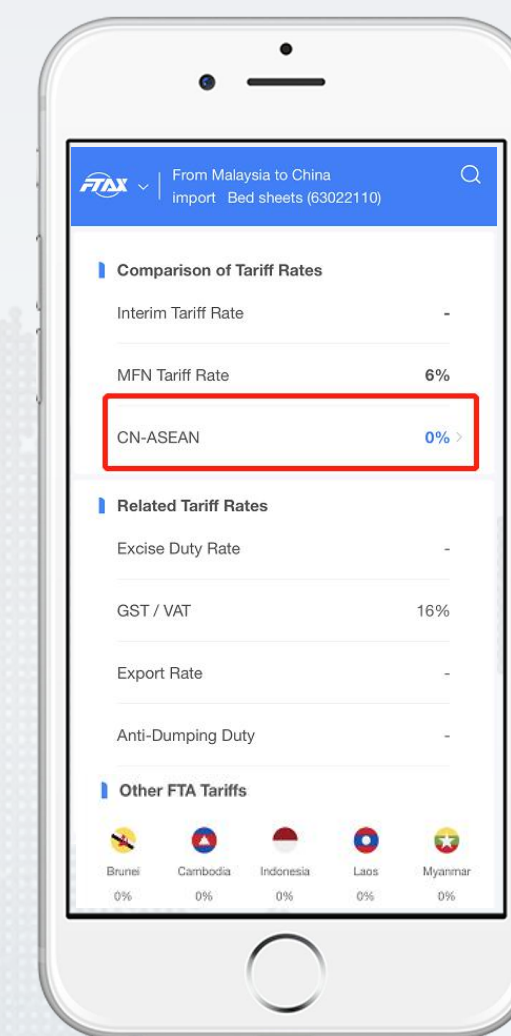 FTAX
From Malaysia to China
import Bed sheets (63022110)
Comparison of Tariff Rates
Interim Tariff Rate -
MFN Tariff Rate 6%
CN-ASEAN 0% >
Related Tariff Rates
Excise Duty Rate -
GST / VAT 16%
Export Rate -
Anti-Dumping Duty -
Other FTA Tariffs
Brunei Cambodia Indonesia Laos Myanmar
0% 0% 0% 0% 0%